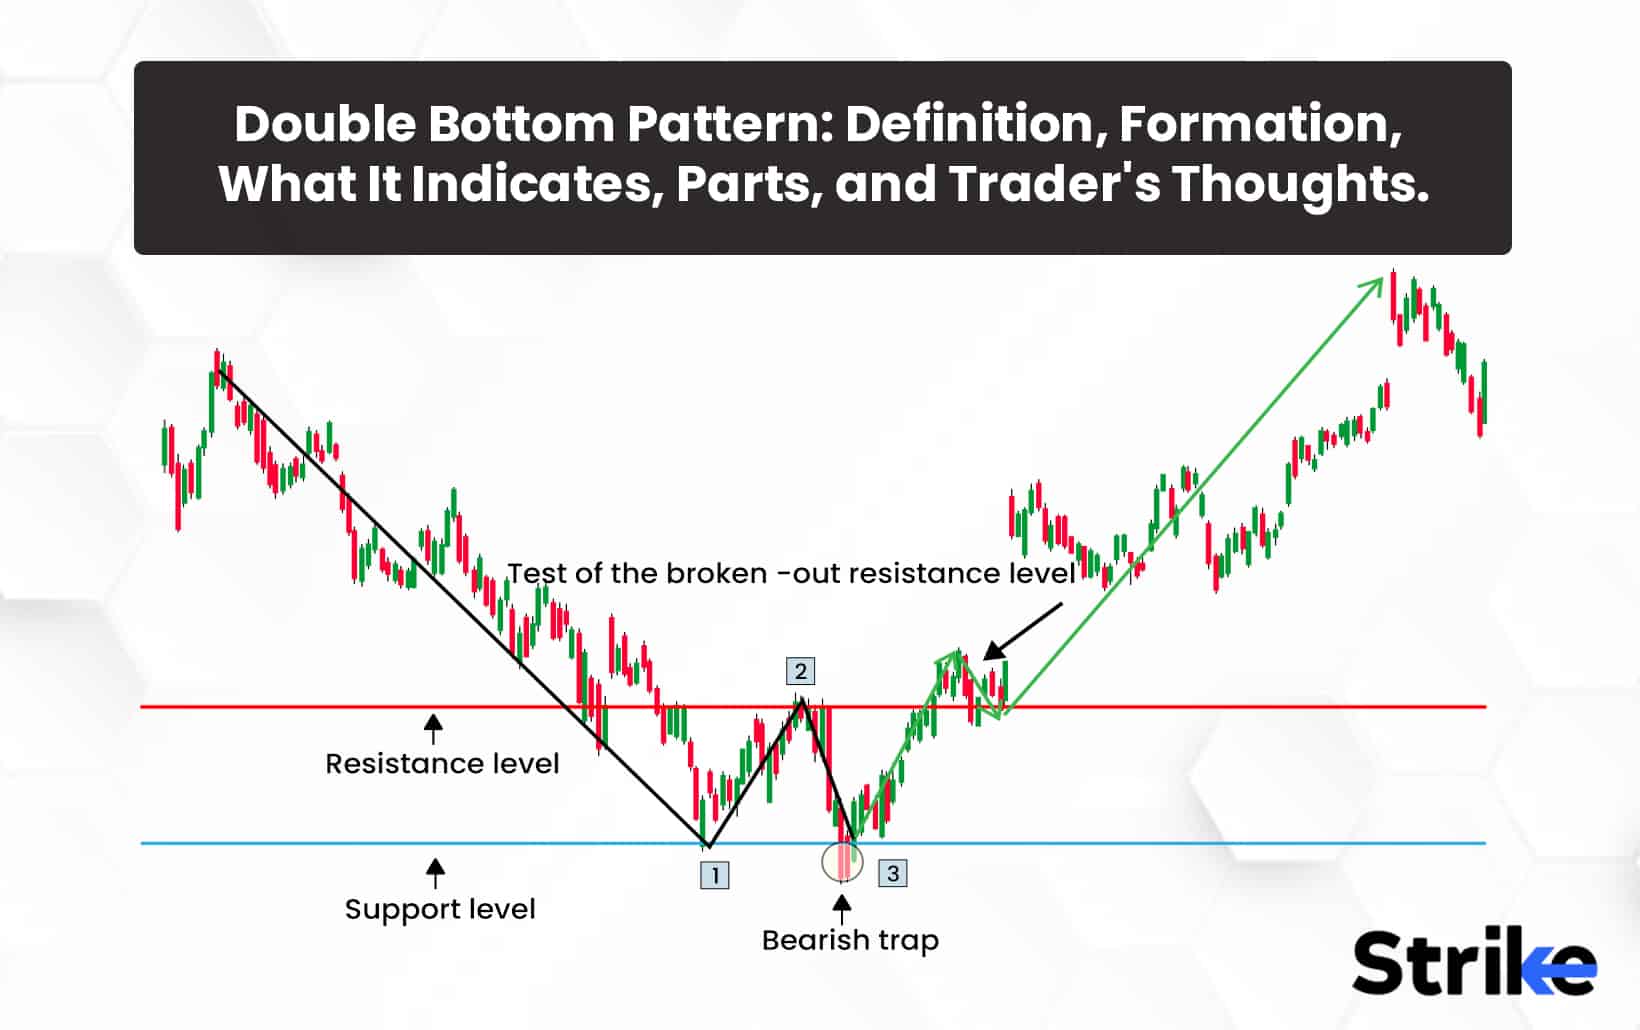 Double Bottom Pattern: Definition, Formation,
What It Indicates, Parts, and Trader's Thoughts.
Test of the broken -out resistance level
2
Resistance level
1
3
Support level
Bearish trap
Strike